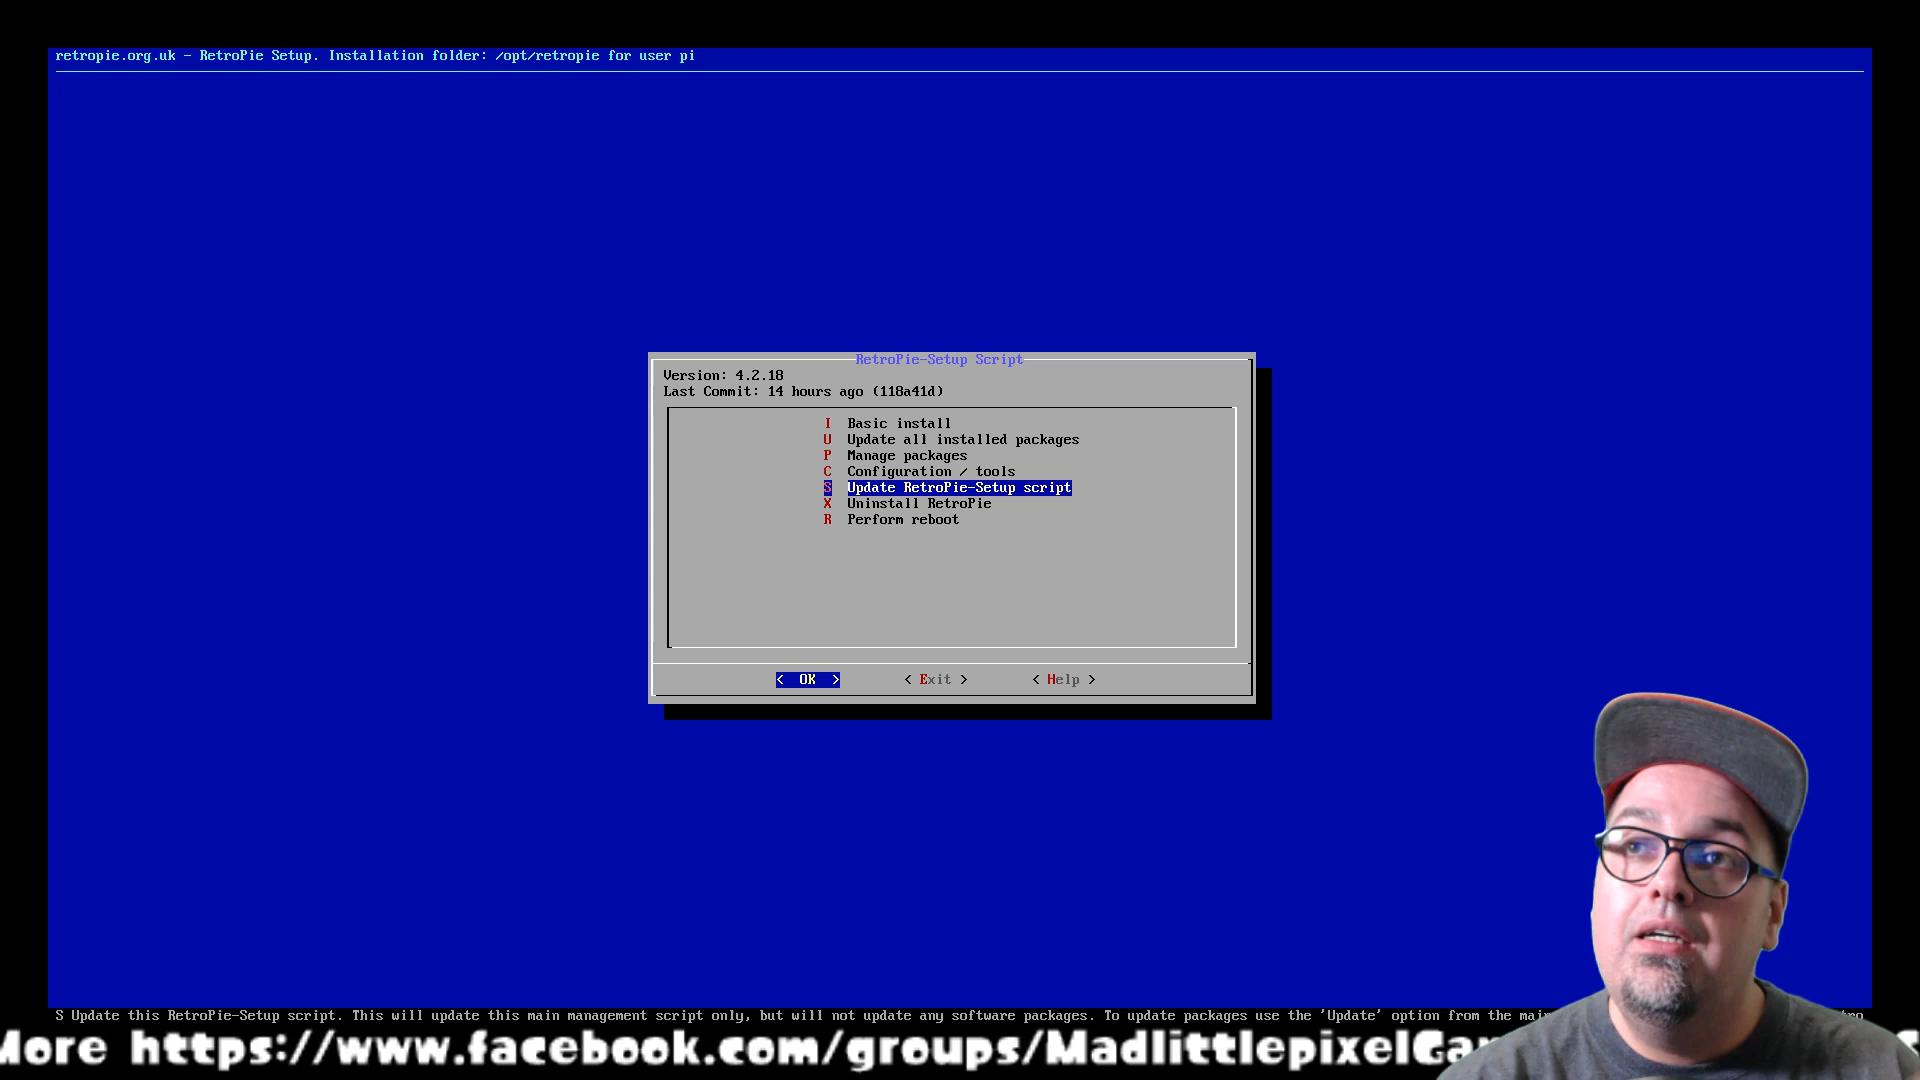 retropie.org.uk - RetroPie Setup. Installation folder: /opt/retropie for user pi
RetroPie-Setup Script
Version: 4.2.18
Last Commit: 14 hours ago (118a41d)
I Basic install
U Update all installed packages
P Manage packages
C Configuration / tools
S Update RetroPie-Setup script
X Uninstall RetroPie
R Perform reboot
< OK > < Exit > < Help >
S Update this RetroPie-Setup script. This will update this main management script only, but will not update any software packages. To update packages use the 'Update' option from the
More https://www.facebook.com/groups/MadlittlepixelGa